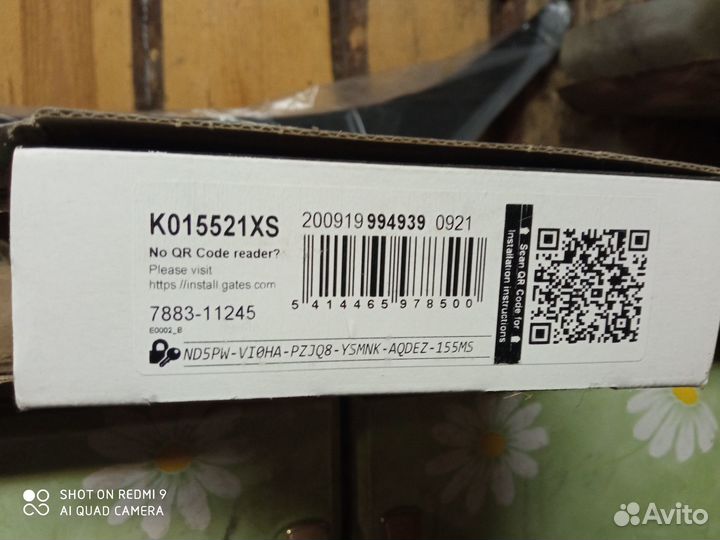 K015521XS
200919 994939 0921
No QR Code reader?
Please visit
https://install.gates.com
7883-11245
E0002_B
5 414465 978500
Scan QR Code for
Installation instructions
ND5PW-VI0HA-PZJQ8-YSMNK-AQDEZ-155MS
SHOT ON REDMI 9
AI QUAD CAMERA
Avito